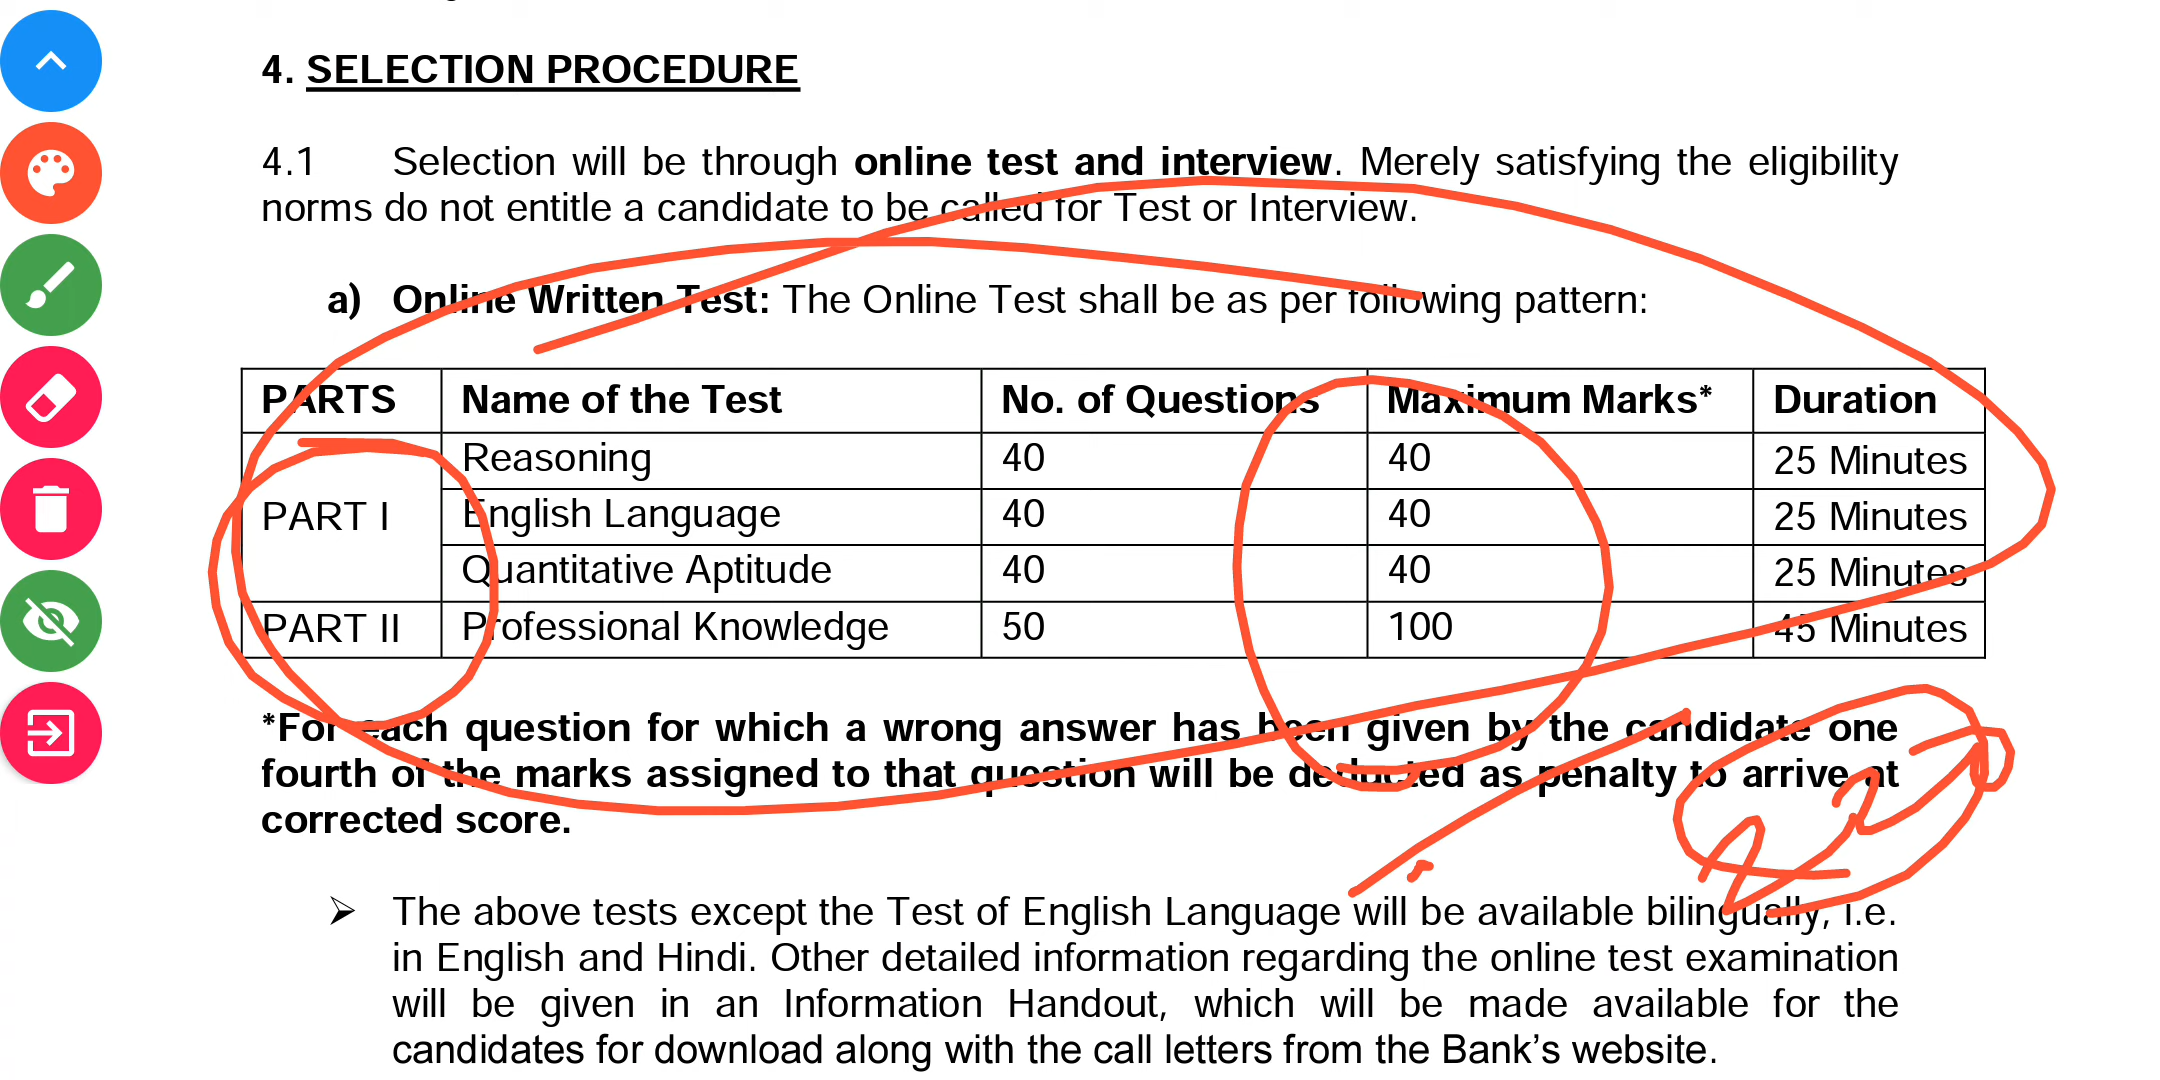 4. SELECTION PROCEDURE
4.1 Selection will be through online test and interview. Merely satisfying the eligibility
norms do not entitle a candidate to be called for Test or Interview.
a) Online Written Test: The Online Test shall be as per following pattern:
PARTS Name of the Test No. of Questions Maximum Marks* Duration
Reasoning 40 40 25 Minutes
PART I English Language 40 40 25 Minutes
Quantitative Aptitude 40 40 25 Minutes
PART II Professional Knowledge 50 100 45 Minutes
*For each question for which a wrong answer has been given by the candidate one
fourth of the marks assigned to that question will be deducted as penalty to arrive at
corrected score.
➢ The above tests except the Test of English Language will be available bilingually, i.e.
in English and Hindi. Other detailed information regarding the online test examination
will be given in an Information Handout, which will be made available for the
candidates for download along with the call letters from the Bank’s website.